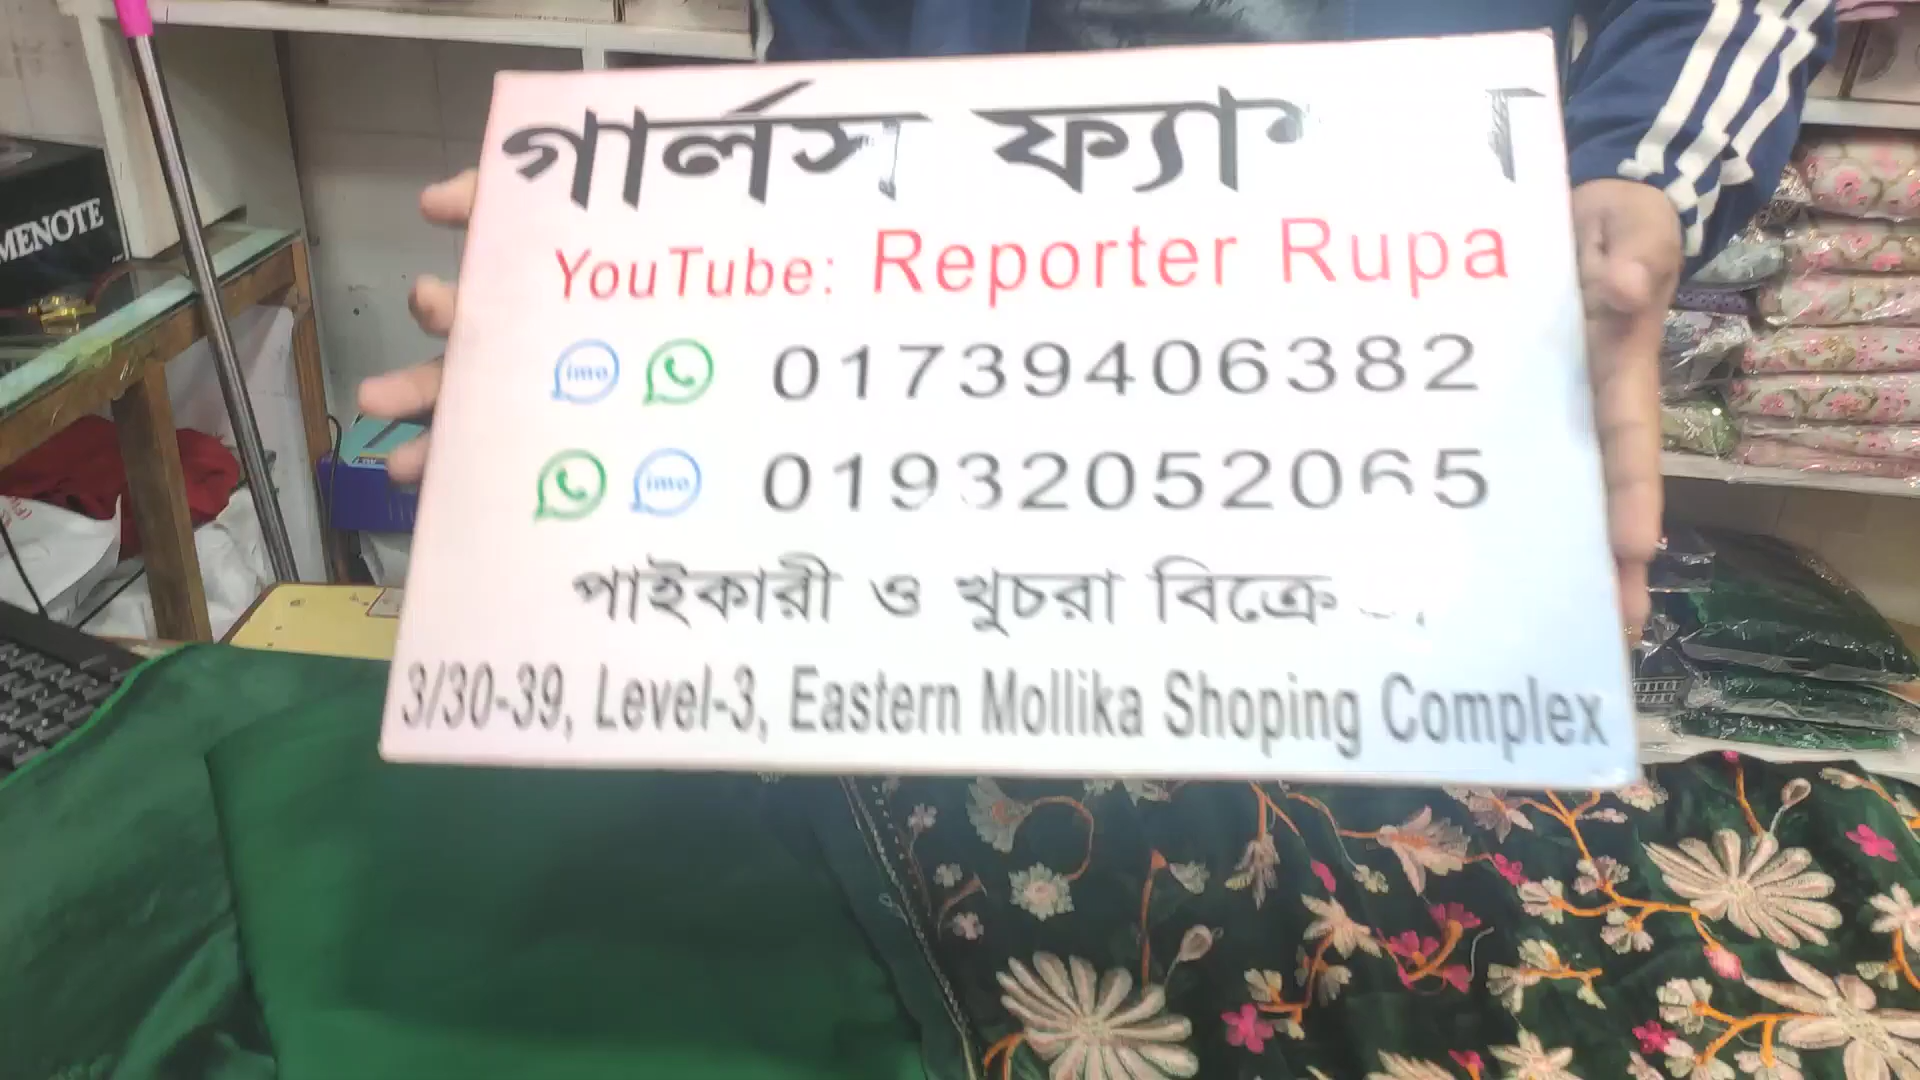 গার্লস
YouTube: Reporter Rupa
imo 01739406382
imo 01932052065
পাইকারী ও খুচরা
3/30-39, Level-3, Eastern Mollika Shoping Complex
MENOTE